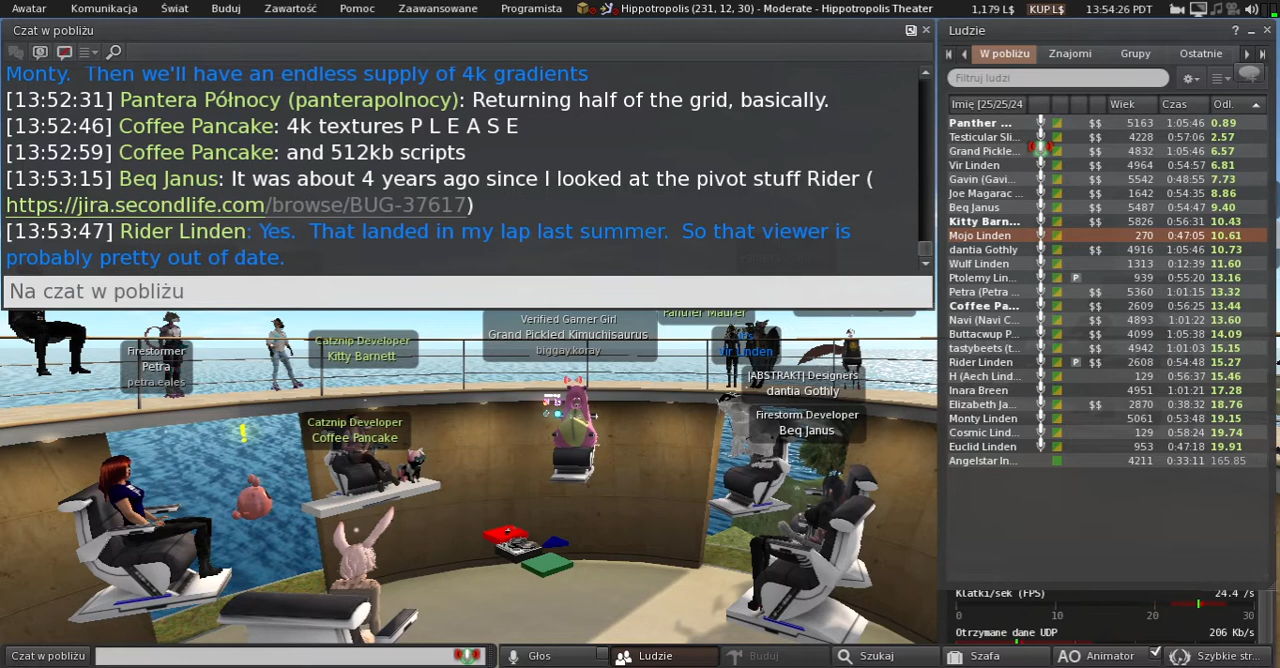 Awatar Komunikacja Świat Buduj Zawartość Pomoc Zaawansowane Programista Hippotropolis (231, 12, 30) - Moderate - Hippotropolis Theater 1,179 L$ KUP L$ 13:54:26 PDT
Czat w pobliżu
Monty. Then we'll have an endless supply of 4k gradients
[13:52:31] Pantera Północy (panterapolnocy): Returning half of the grid, basically.
[13:52:46] Coffee Pancake: 4k textures P L E A S E
[13:52:59] Coffee Pancake: and 512kb scripts
[13:53:15] Beq Janus: It was about 4 years ago since I looked at the pivot stuff Rider (
https://jira.secondlife.com/browse/BUG-37617)
[13:53:47] Rider Linden: Yes. That landed in my lap last summer. So that viewer is
probably pretty out of date.
Na czat w pobliżu
Ludzie
W pobliżu Znajomi Grupy Ostatnie
Filtruj ludzi
Imię [25/25/24 Wiek Czas Odl.
Panther ... $$ 5163 1:05:46 0.89
Testicular Sli... $$ 4228 0:57:06 2.57
Grand Pickle... $$ 4832 1:05:46 6.57
Vir Linden $$ 4964 0:54:57 6.81
Gavin (Gavi... $$ 5542 0:48:55 7.73
Joe Magarac ... $$ 1642 0:54:35 8.86
Beq Janus $$ 5487 0:54:47 9.40
Kitty Barn... $$ 5826 0:56:31 10.43
Mojo Linden 270 0:47:05 10.61
dantia Gothly $$ 4916 1:05:46 10.73
Wulf Linden 1313 0:12:39 11.60
Ptolemy Lin... P 939 0:55:20 13.16
Petra (Petra ... $$ 5360 1:01:15 13.32
Coffee Pa... $$ 2609 0:56:25 13.44
Navi (Navi (C... $$ 4893 1:01:22 13.60
Buttacwup P... $$ 4099 1:05:38 14.09
tastybeets (t... $$ 4942 1:01:03 15.15
Rider Linden P $$ 2608 0:54:48 15.27
H (Aech Lind... 129 0:56:37 15.46
Inara Breen 4951 1:01:21 17.28
Elizabeth Ja... $$ 2870 0:38:32 18.76
Monty Linden 5061 0:53:48 19.15
Cosmic Lind... 129 0:58:24 19.74
Euclid Linden 953 0:47:18 19.91
Angelstar In... 4211 0:33:11 165.85
Klatki/sek (FPS) 24.4 /s
0 10 20 30
Otrzymane dane UDP 206 Kb/s
Firestormer
Petra
petra.eales
Catznip Developer
Kitty Barnett
Verified Gamer Girl
Grand Pickled Kimuchisaurus
biggay.koray
Panther Maurer
Vir Linden
|ABSTRAKT| Designers
dantia Gothly
Firestorm Developer
Beq Janus
Catznip Developer
Coffee Pancake
Czat w pobliżu Głos Ludzie Buduj Szukaj Szafa AO Animator Szybkie str...